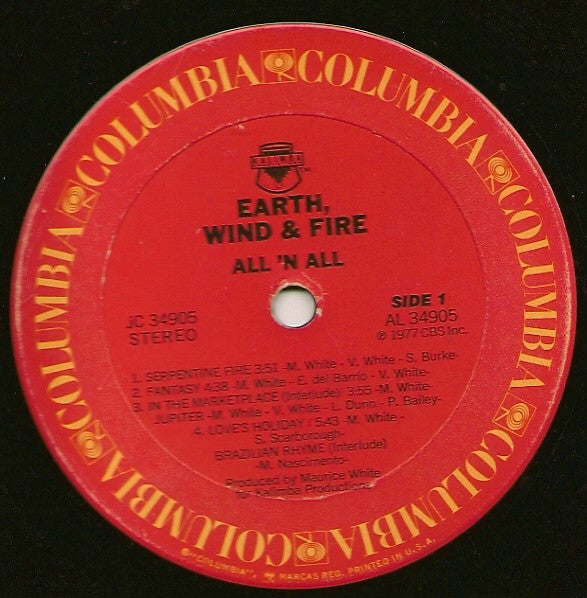 COLUMBIA COLUMBIA COLUMBIA COLUMBIA COLUMBIA COLUMBIA COLUMBIA
EARTH,
WIND & FIRE
ALL 'N ALL
JC 34905
STEREO
SIDE 1
AL 34905
℗ 1977 CBS Inc.
1. SERPENTINE FIRE 3:51 -M. White - V. White - S. Burke-
2. FANTASY 4:38 -M. White - E. del Barrio - V. White-
3. IN THE MARKETPLACE (Interlude)/ 3:55 -M. White-
JUPITER -M. White - V. White - L. Dunn - P. Bailey-
4. LOVE'S HOLIDAY / 5:43 -M. White -
S. Scarborough-
BRAZILIAN RHYME (Interlude)
-M. Nascimento-
Produced by Maurice White
for Kalimba Productions
® "COLUMBIA", MARCAS REG. PRINTED IN U.S.A.